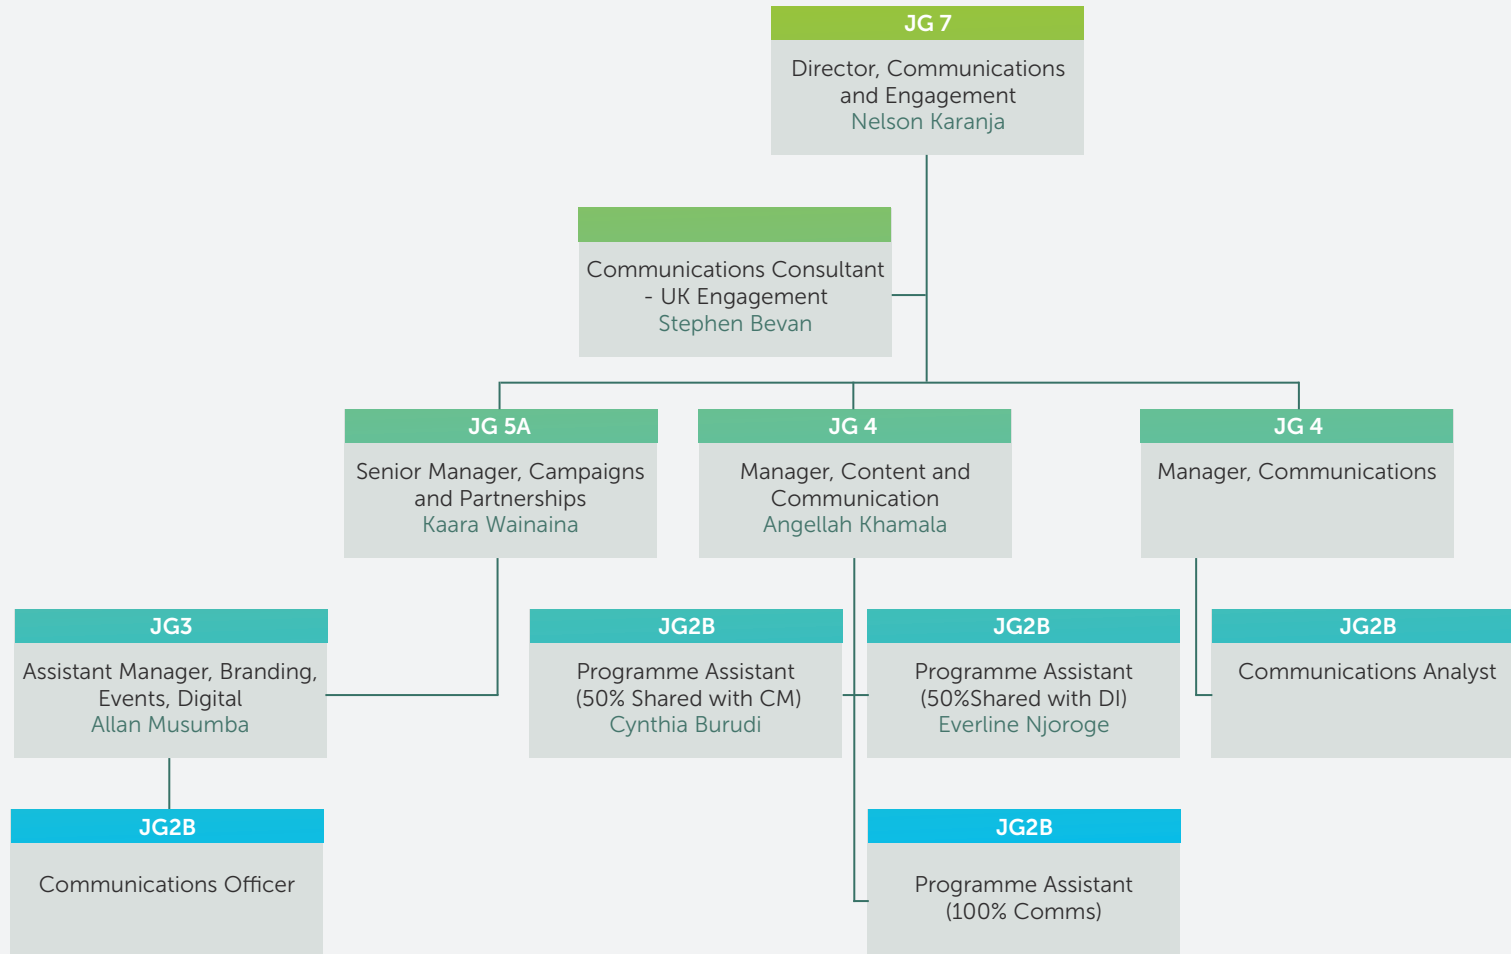 JG 7
Director, Communications
and Engagement
Nelson Karanja
Communications Consultant
- UK Engagement
Stephen Bevan
JG 5A
Senior Manager, Campaigns
and Partnerships
Kaara Wainaina
JG 4
Manager, Content and
Communication
Angellah Khamala
JG 4
Manager, Communications
JG3
Assistant Manager, Branding,
Events, Digital
Allan Musumba
JG2B
Programme Assistant
(50% Shared with CM)
Cynthia Burudi
JG2B
Programme Assistant
(50%Shared with DI)
Everline Njoroge
JG2B
Communications Analyst
JG2B
Communications Officer
JG2B
Programme Assistant
(100% Comms)